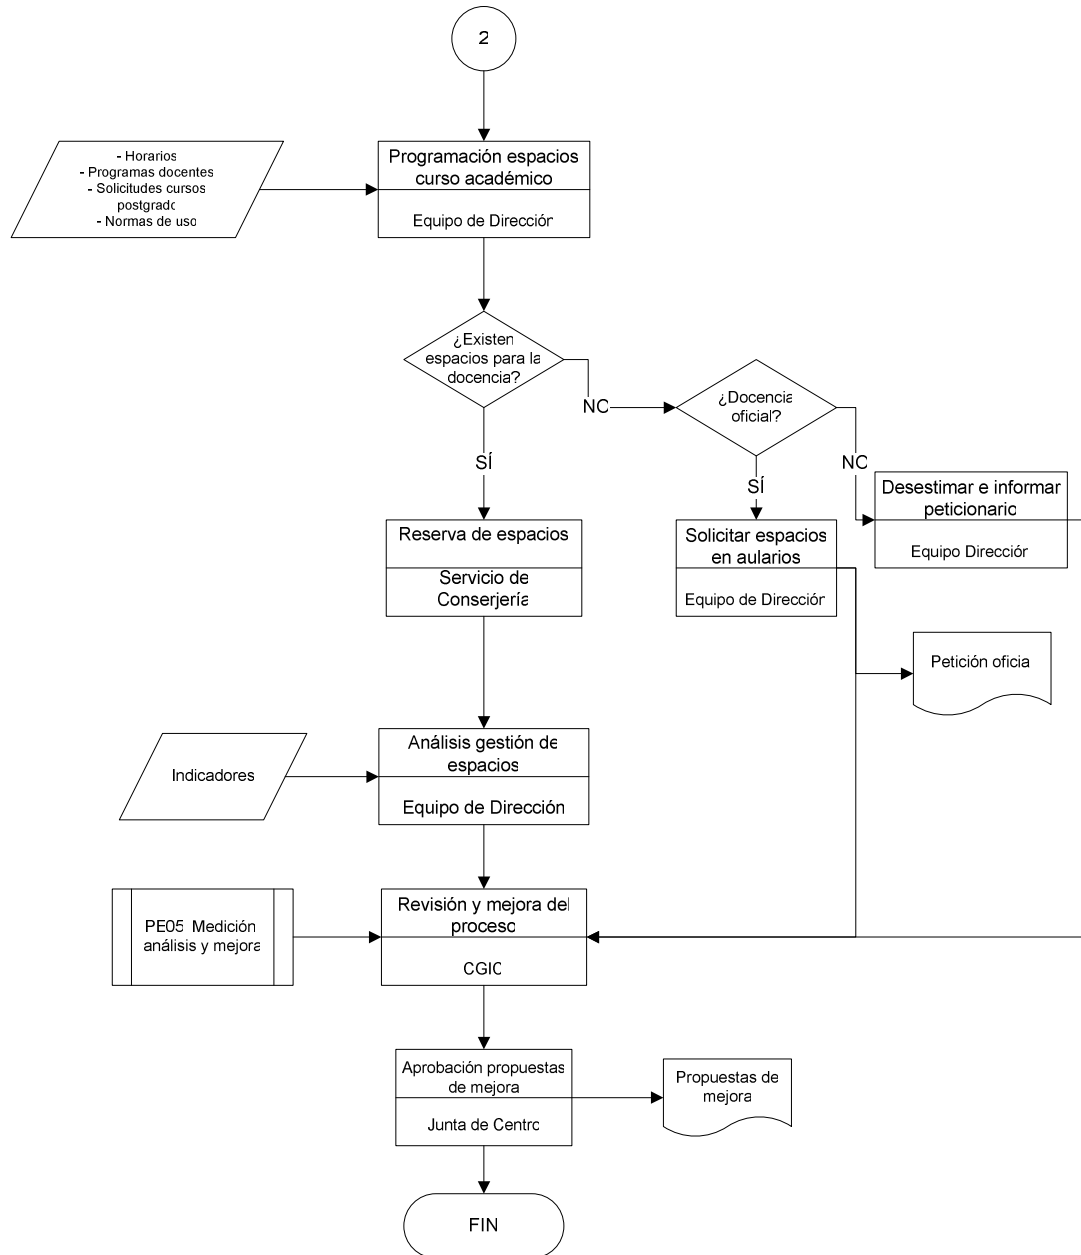 2
- Horarios
- Programas docentes
- Solicitudes cursos
postgrado
- Normas de uso
Programación espacios
curso académico
Equipo de Dirección
¿Existen
espacios para la
docencia?
NO
¿Docencia
oficial?
SÍ
SÍ
NO
Desestimar e informar
peticionario
Equipo Dirección
Reserva de espacios
Servicio de
Conserjería
Solicitar espacios
en aularios
Equipo de Dirección
Petición oficia
Análisis gestión de
espacios
Equipo de Dirección
Indicadores
PE05 Medición
análisis y mejora
Revisión y mejora del
proceso
CGIC
Aprobación propuestas
de mejora
Junta de Centro
Propuestas de
mejora
FIN